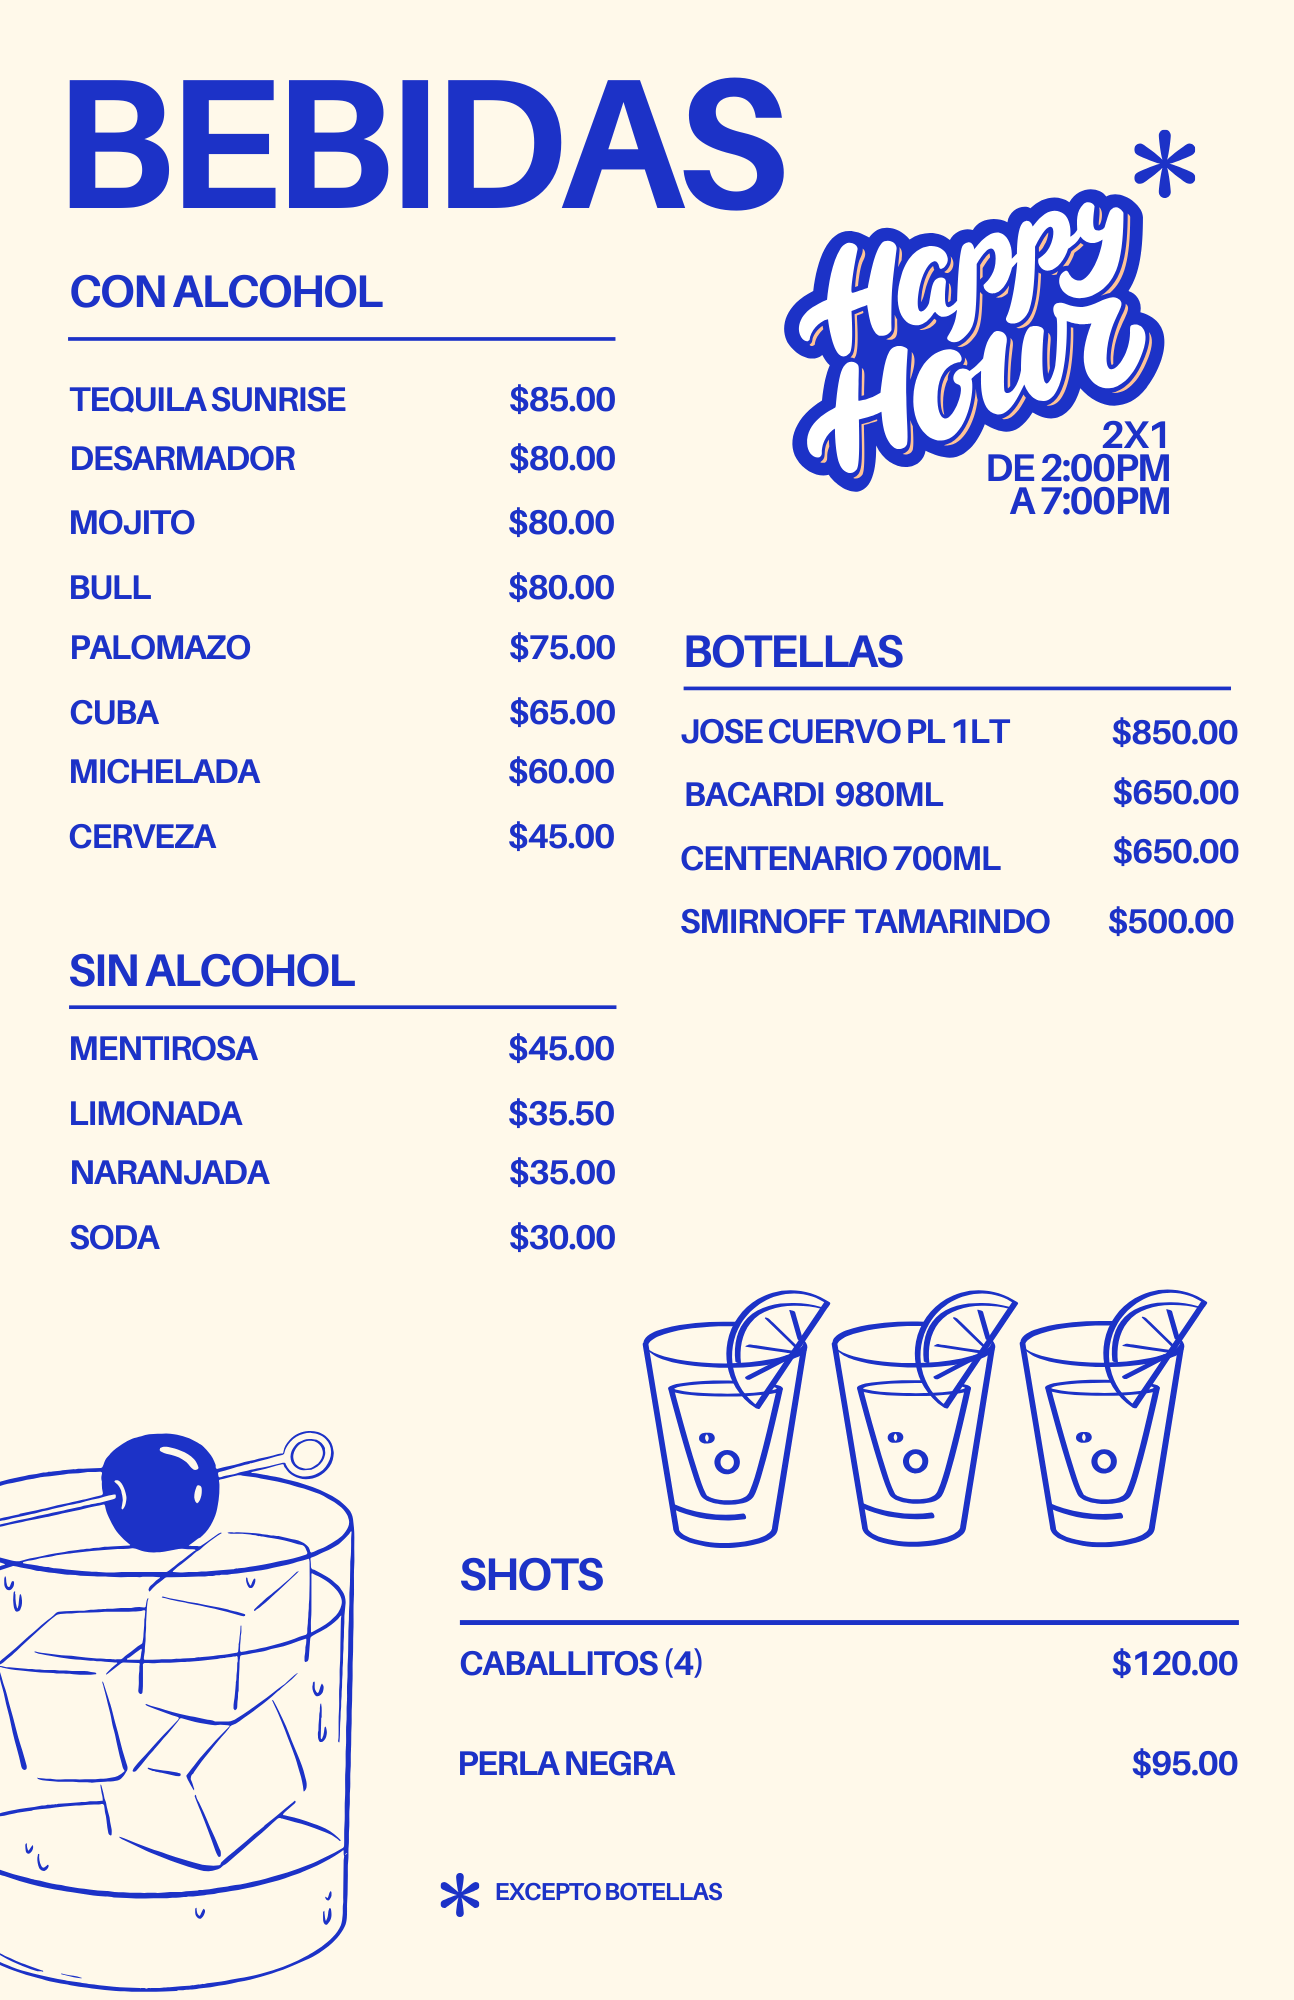 BEBIDAS
*
Happy
Hour
2X1
DE 2:00PM
A 7:00PM
CON ALCOHOL
TEQUILA SUNRISE $85.00
DESARMADOR $80.00
MOJITO $80.00
BULL $80.00
PALOMAZO $75.00
CUBA $65.00
MICHELADA $60.00
CERVEZA $45.00
BOTELLAS
JOSE CUERVO PL 1LT $850.00
BACARDI 980ML $650.00
CENTENARIO 700ML $650.00
SMIRNOFF TAMARINDO $500.00
SIN ALCOHOL
MENTIROSA $45.00
LIMONADA $35.50
NARANJADA $35.00
SODA $30.00
SHOTS
CABALLITOS (4) $120.00
PERLA NEGRA $95.00
* EXCEPTO BOTELLAS